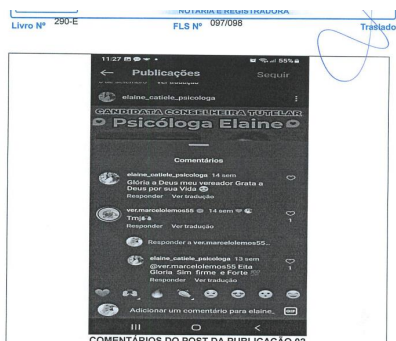 NOTÁRIA E REGISTRADORA
Livro Nº 290-E FLS Nº 097/098 Traslado
11:27 55%
← Publicações Seguir
elaine_catiele_psicologa
CANDIDATA CONSELHEIRA TUTELAR
Psicóloga Elaine
Comentários
elaine_catiele_psicologa 14 sem
Glória a Deus meu vereador Grata a
Deus por sua Vida
Responder Ver tradução
ver.marcelolemos55 14 sem
Tmj
1
Responder Ver tradução
Responder a ver.marcelolemos55...
elaine_catiele_psicologa 13 sem
@ver.marcelolemos55 Eita
Gloria Sim firme e Forte
1
Responder Ver tradução
Adicionar um comentário para elaine_ GIF
COMENTÁRIOS DO POST DA PUBLICAÇÃO 02